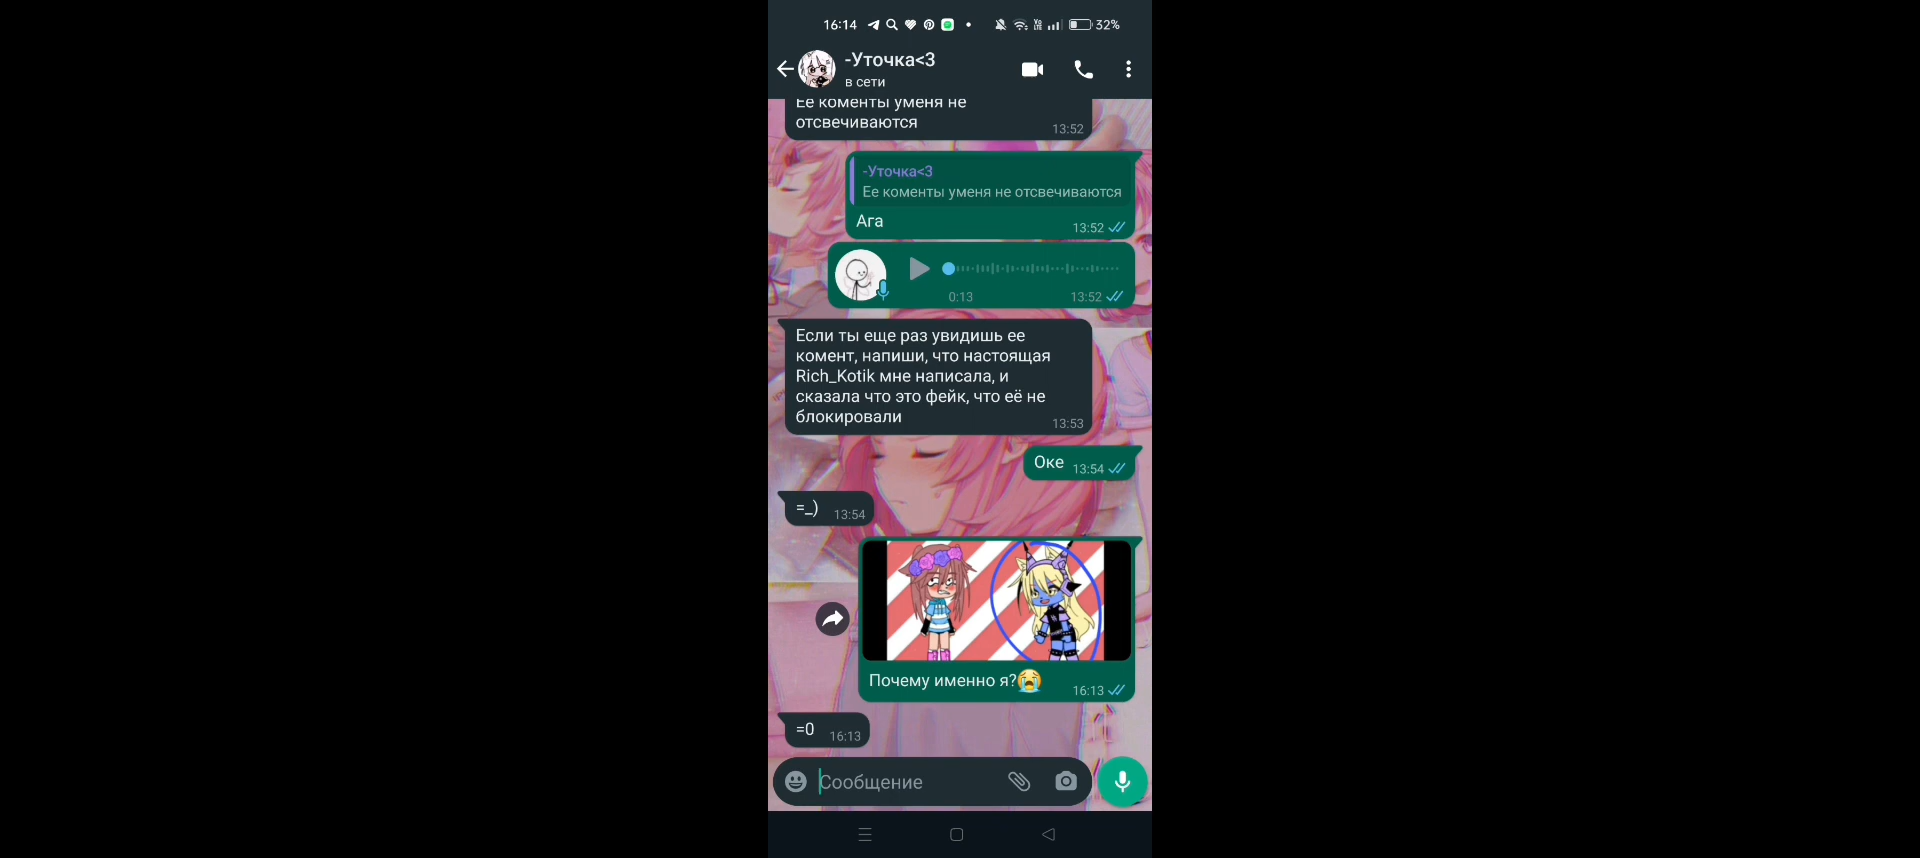 16:14
32%
-Уточка<3
в сети
Ее коменты уменя не
отсвечиваются
13:52
-Уточка<3
Ее коменты уменя не отсвечиваются
Ага
13:52
0:13
13:52
Если ты еще раз увидишь ее
комент, напиши, что настоящая
Rich_Kotik мне написала, и
сказала что это фейк, что её не
блокировали
13:53
Оке 13:54
=_) 13:54
Почему именно я?😭
16:13
=0 16:13
Сообщение